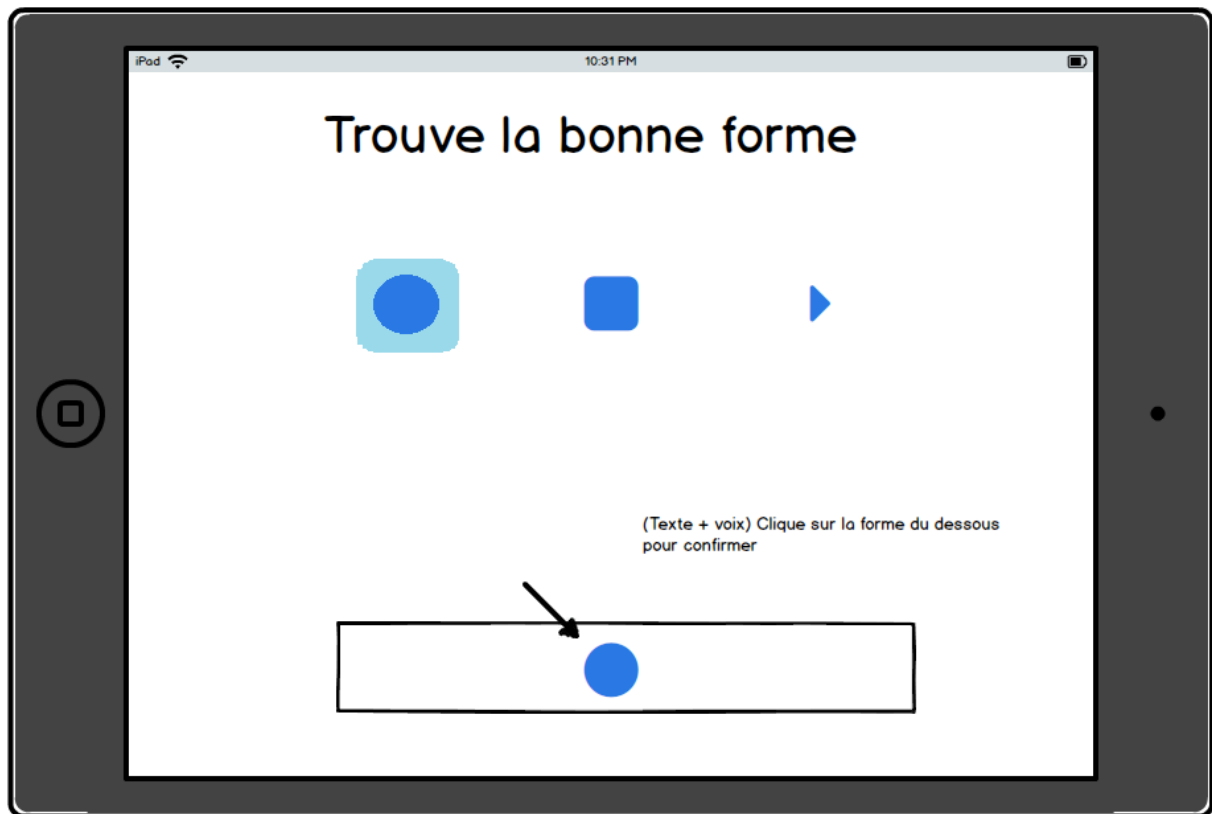 iPad
10:31 PM
Trouve la bonne forme
(Texte + voix) Clique sur la forme du dessous
pour confirmer